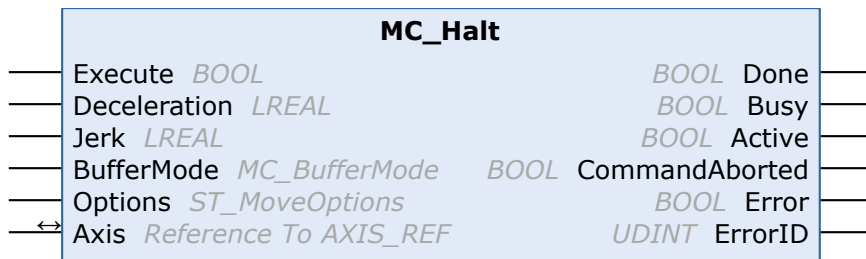 MC_Halt
Execute BOOL BOOL Done
Deceleration LREAL BOOL Busy
Jerk LREAL BOOL Active
BufferMode MC_BufferMode BOOL CommandAborted
Options ST_MoveOptions BOOL Error
↔ Axis Reference To AXIS_REF UDINT ErrorID